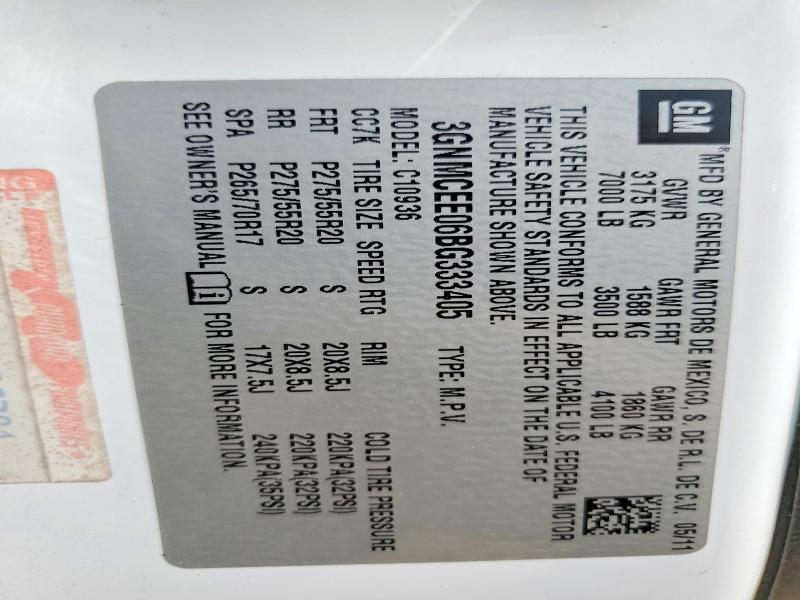 GM
® MFD BY GENERAL MOTORS DE MEXICO, S. DE R.L. DE C.V. 05/11
GVWR GAWR FRT GAWR RR
3175 KG 1588 KG 1860 KG
7000 LB 3500 LB 4100 LB
THIS VEHICLE CONFORMS TO ALL APPLICABLE U.S. FEDERAL MOTOR
VEHICLE SAFETY STANDARDS IN EFFECT ON THE DATE OF
MANUFACTURE SHOWN ABOVE.
3GNMCEE06BG333405 TYPE: M.P.V.
MODEL: C10936
CC7K TIRE SIZE SPEED RTG RIM COLD TIRE PRESSURE
FRT P275/55R20 S 20X8.5J 220KPA(32PSI)
RR P275/55R20 S 20X8.5J 220KPA(32PSI)
SPA P265/70R17 S 17X7.5J 240KPA(35PSI)
SEE OWNER'S MANUAL FOR MORE INFORMATION.